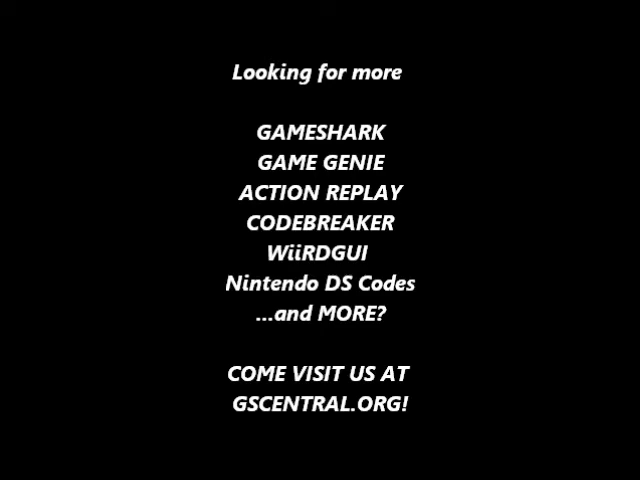 Looking for more
GAMESHARK
GAME GENIE
ACTION REPLAY
CODEBREAKER
WiiRDGUI
Nintendo DS Codes
...and MORE?
COME VISIT US AT
GSCENTRAL.ORG!